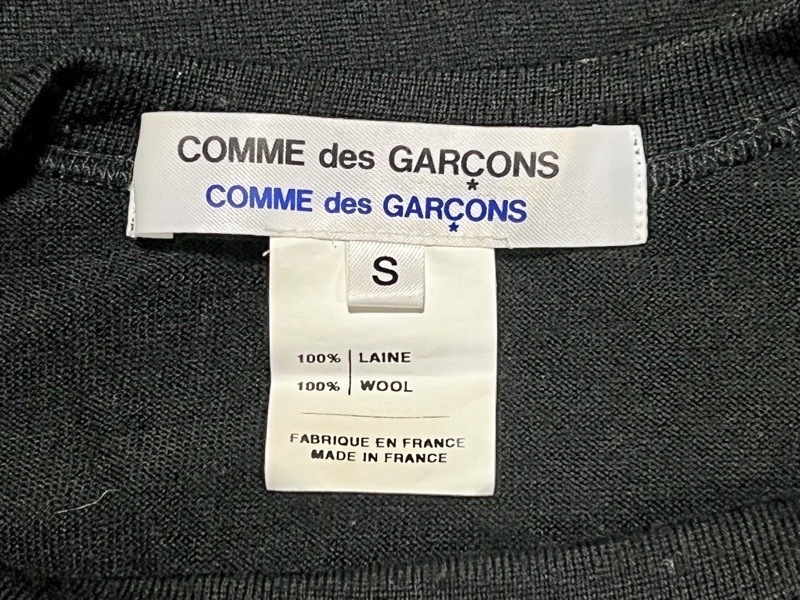 COMME des GARÇONS
*
COMME des GARÇONS
*
S
100% | LAINE
100% | WOOL
FABRIQUE EN FRANCE
MADE IN FRANCE